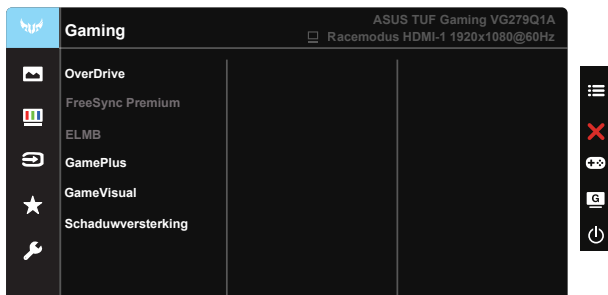 Gaming
ASUS TUF Gaming VG279Q1A
Racemodus HDMI-1 1920x1080@60Hz
OverDrive
FreeSync Premium
ELMB
GamePlus
GameVisual
Schaduwversterking
G